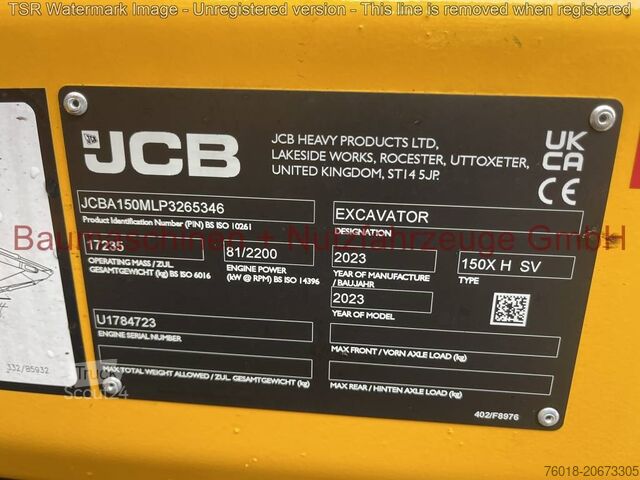 TSR Watermark Image - Unregistered version - This line is removed when registered
JCB
JCB HEAVY PRODUCTS LTD,
LAKESIDE WORKS, ROCESTER, UTTOXETER,
UNITED KINGDOM, ST14 5JP.
UK
CA
CE
JCBA150MLP3265346
Product Identification Number (PIN) BS ISO 10261
EXCAVATOR
DESIGNATION
Baumaschinen + Nutzfahrzeuge GmbH
17235
OPERATING MASS / ZUL.
GESAMTGEWICHT (kg) BS ISO 6016
81/2200
ENGINE POWER
(kW @ RPM) BS ISO 14396
2023
YEAR OF MANUFACTURE
/ BAUJAHR
150X H SV
TYPE
2023
YEAR OF MODEL
U1784723
ENGINE SERIAL NUMBER
MAX FRONT / VORN AXLE LOAD (kg)
MAX TOTAL WEIGHT ALLOWED / ZUL. GESAMTGEWICHT (kg)
MAX REAR / HINTEN AXLE LOAD (kg)
402/F8976
332/85932
Truck
Scout24
76018-20673305